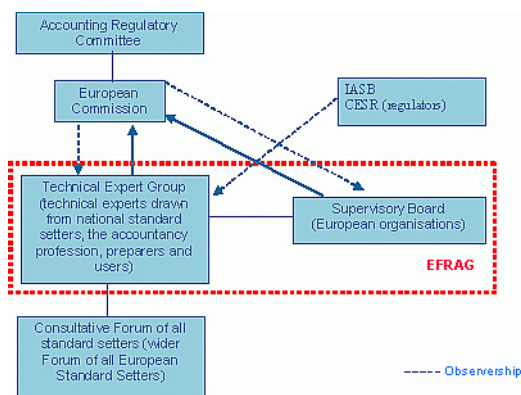 Accounting Regulatory
Committee
European
Commission
IASB
CESR (regulators)
Technical Expert Group
(technical experts drawn
from national standard
setters, the accountancy
profession, preparers and
users)
Supervisory Board
(European organisations)
EFRAG
Consultative Forum of all
standard setters (wider
Forum of all European
Standard Setters)
Observership